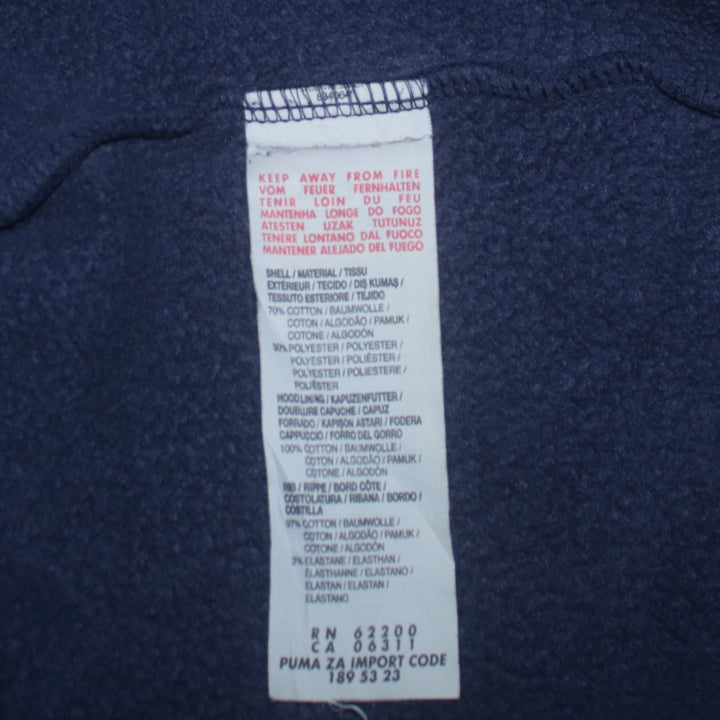 KEEP AWAY FROM FIRE
VOM FEUER FERNHALTEN
TENIR LOIN DU FEU
MANTENHA LONGE DO FOGO
ATESTEN UZAK TUTUNUZ
TENERE LONTANO DAL FUOCO
MANTENER ALEJADO DEL FUEGO
SHELL / MATERIAL / TISSU
EXTÉRIEUR / TECIDO / DIŞ KUMAŞ /
TESSUTO ESTERIORE / TEJIDO
70% COTTON / BAUMWOLLE /
COTON / ALGODÃO / PAMUK /
COTONE / ALGODÓN
30% POLYESTER / POLYESTER /
POLYESTER / POLIÉSTER /
POLYESTER / POLIESTERE /
POLIÉSTER
HOOD LINING / KAPUZENFUTTER /
DOUBLURE CAPUCHE / CAPUZ
FORRADO / KAPİŞON ASTARI / FODERA
CAPPUCCIO / FORRO DEL GORRO
100% COTTON / BAUMWOLLE /
COTON / ALGODÃO / PAMUK /
COTONE / ALGODÓN
RIB / RIPPE / BORD CÔTE /
COSTOLATURA / RIBANA / BORDO /
COSTILLA
97% COTTON / BAUMWOLLE /
COTON / ALGODÃO / PAMUK /
COTONE / ALGODÓN
3% ELASTANE / ELASTHAN /
ÉLASTHANNE / ELASTANO /
ELASTAN / ELASTAN /
ELASTANO
RN 62200
CA 06311
PUMA ZA IMPORT CODE
189 53 23